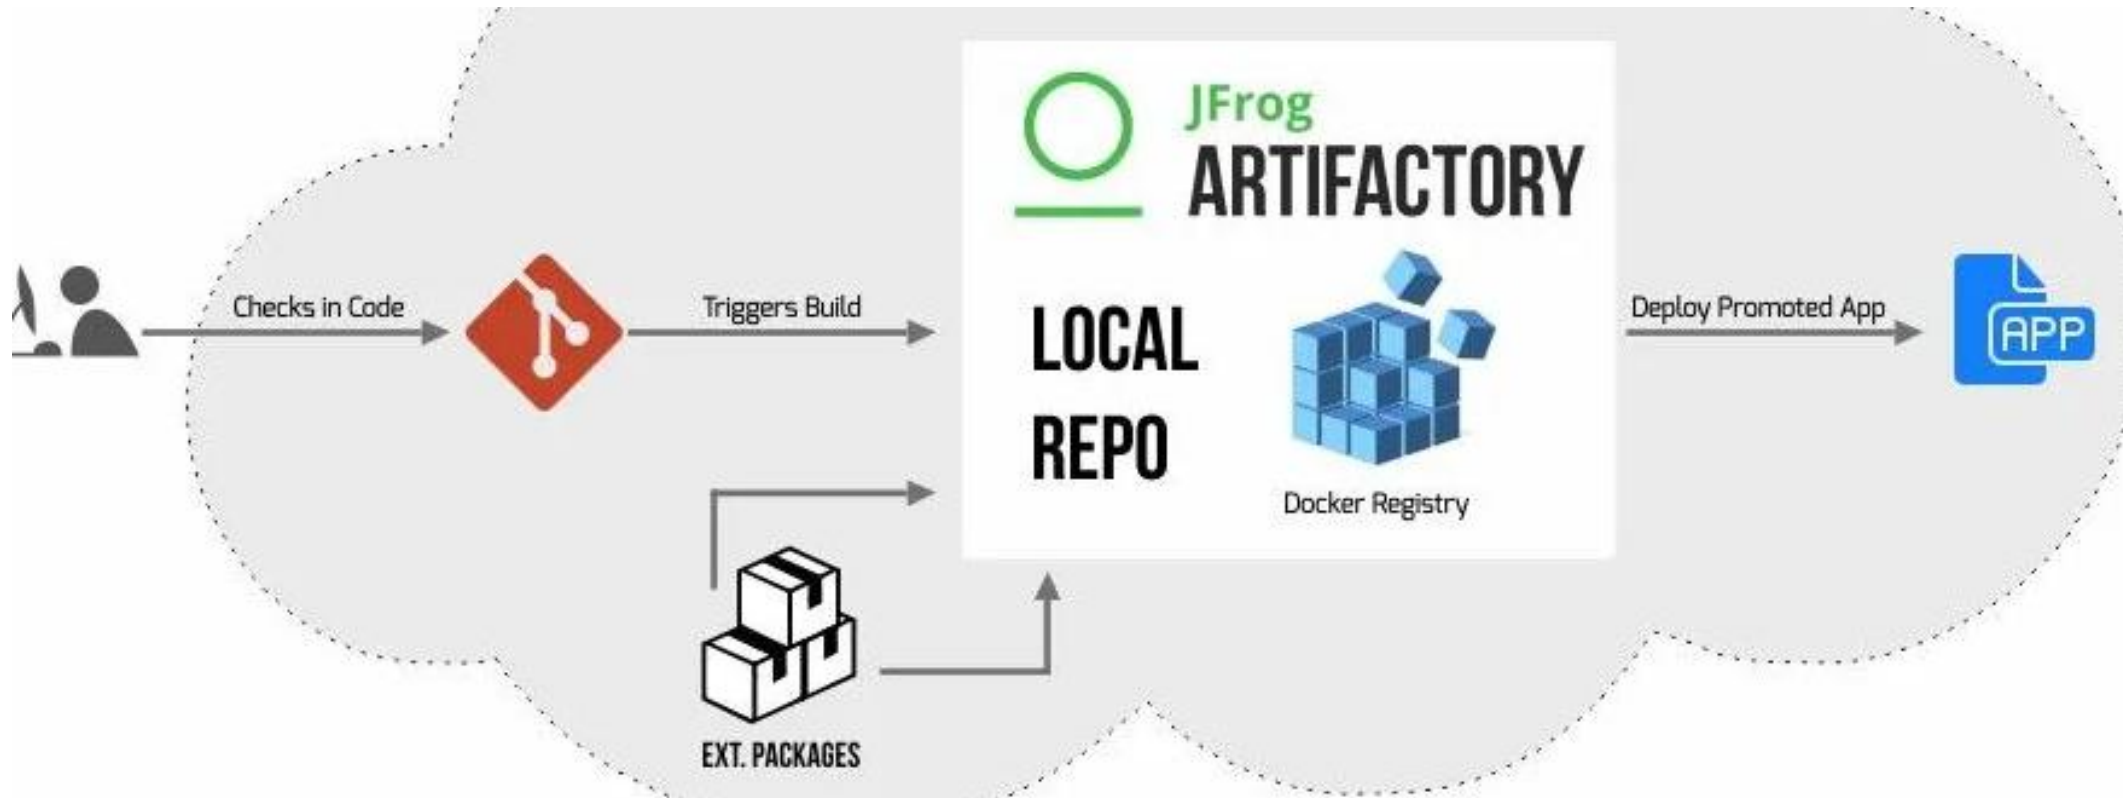 JFrog
ARTIFACTORY
Checks in Code
Triggers Build
Deploy Promoted App
APP
LOCAL
REPO
Docker Registry
EXT. PACKAGES